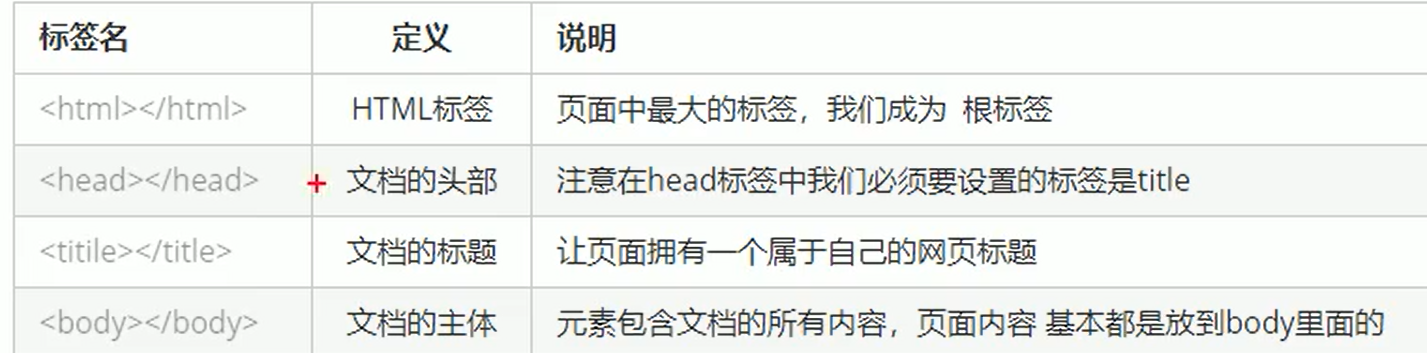 标签名 定义 说明
<html></html> HTML标签 页面中最大的标签，我们成为 根标签
<head></head> 文档的头部 注意在head标签中我们必须要设置的标签是title
<titile></title> 文档的标题 让页面拥有一个属于自己的网页标题
<body></body> 文档的主体 元素包含文档的所有内容，页面内容 基本都是放到body里面的